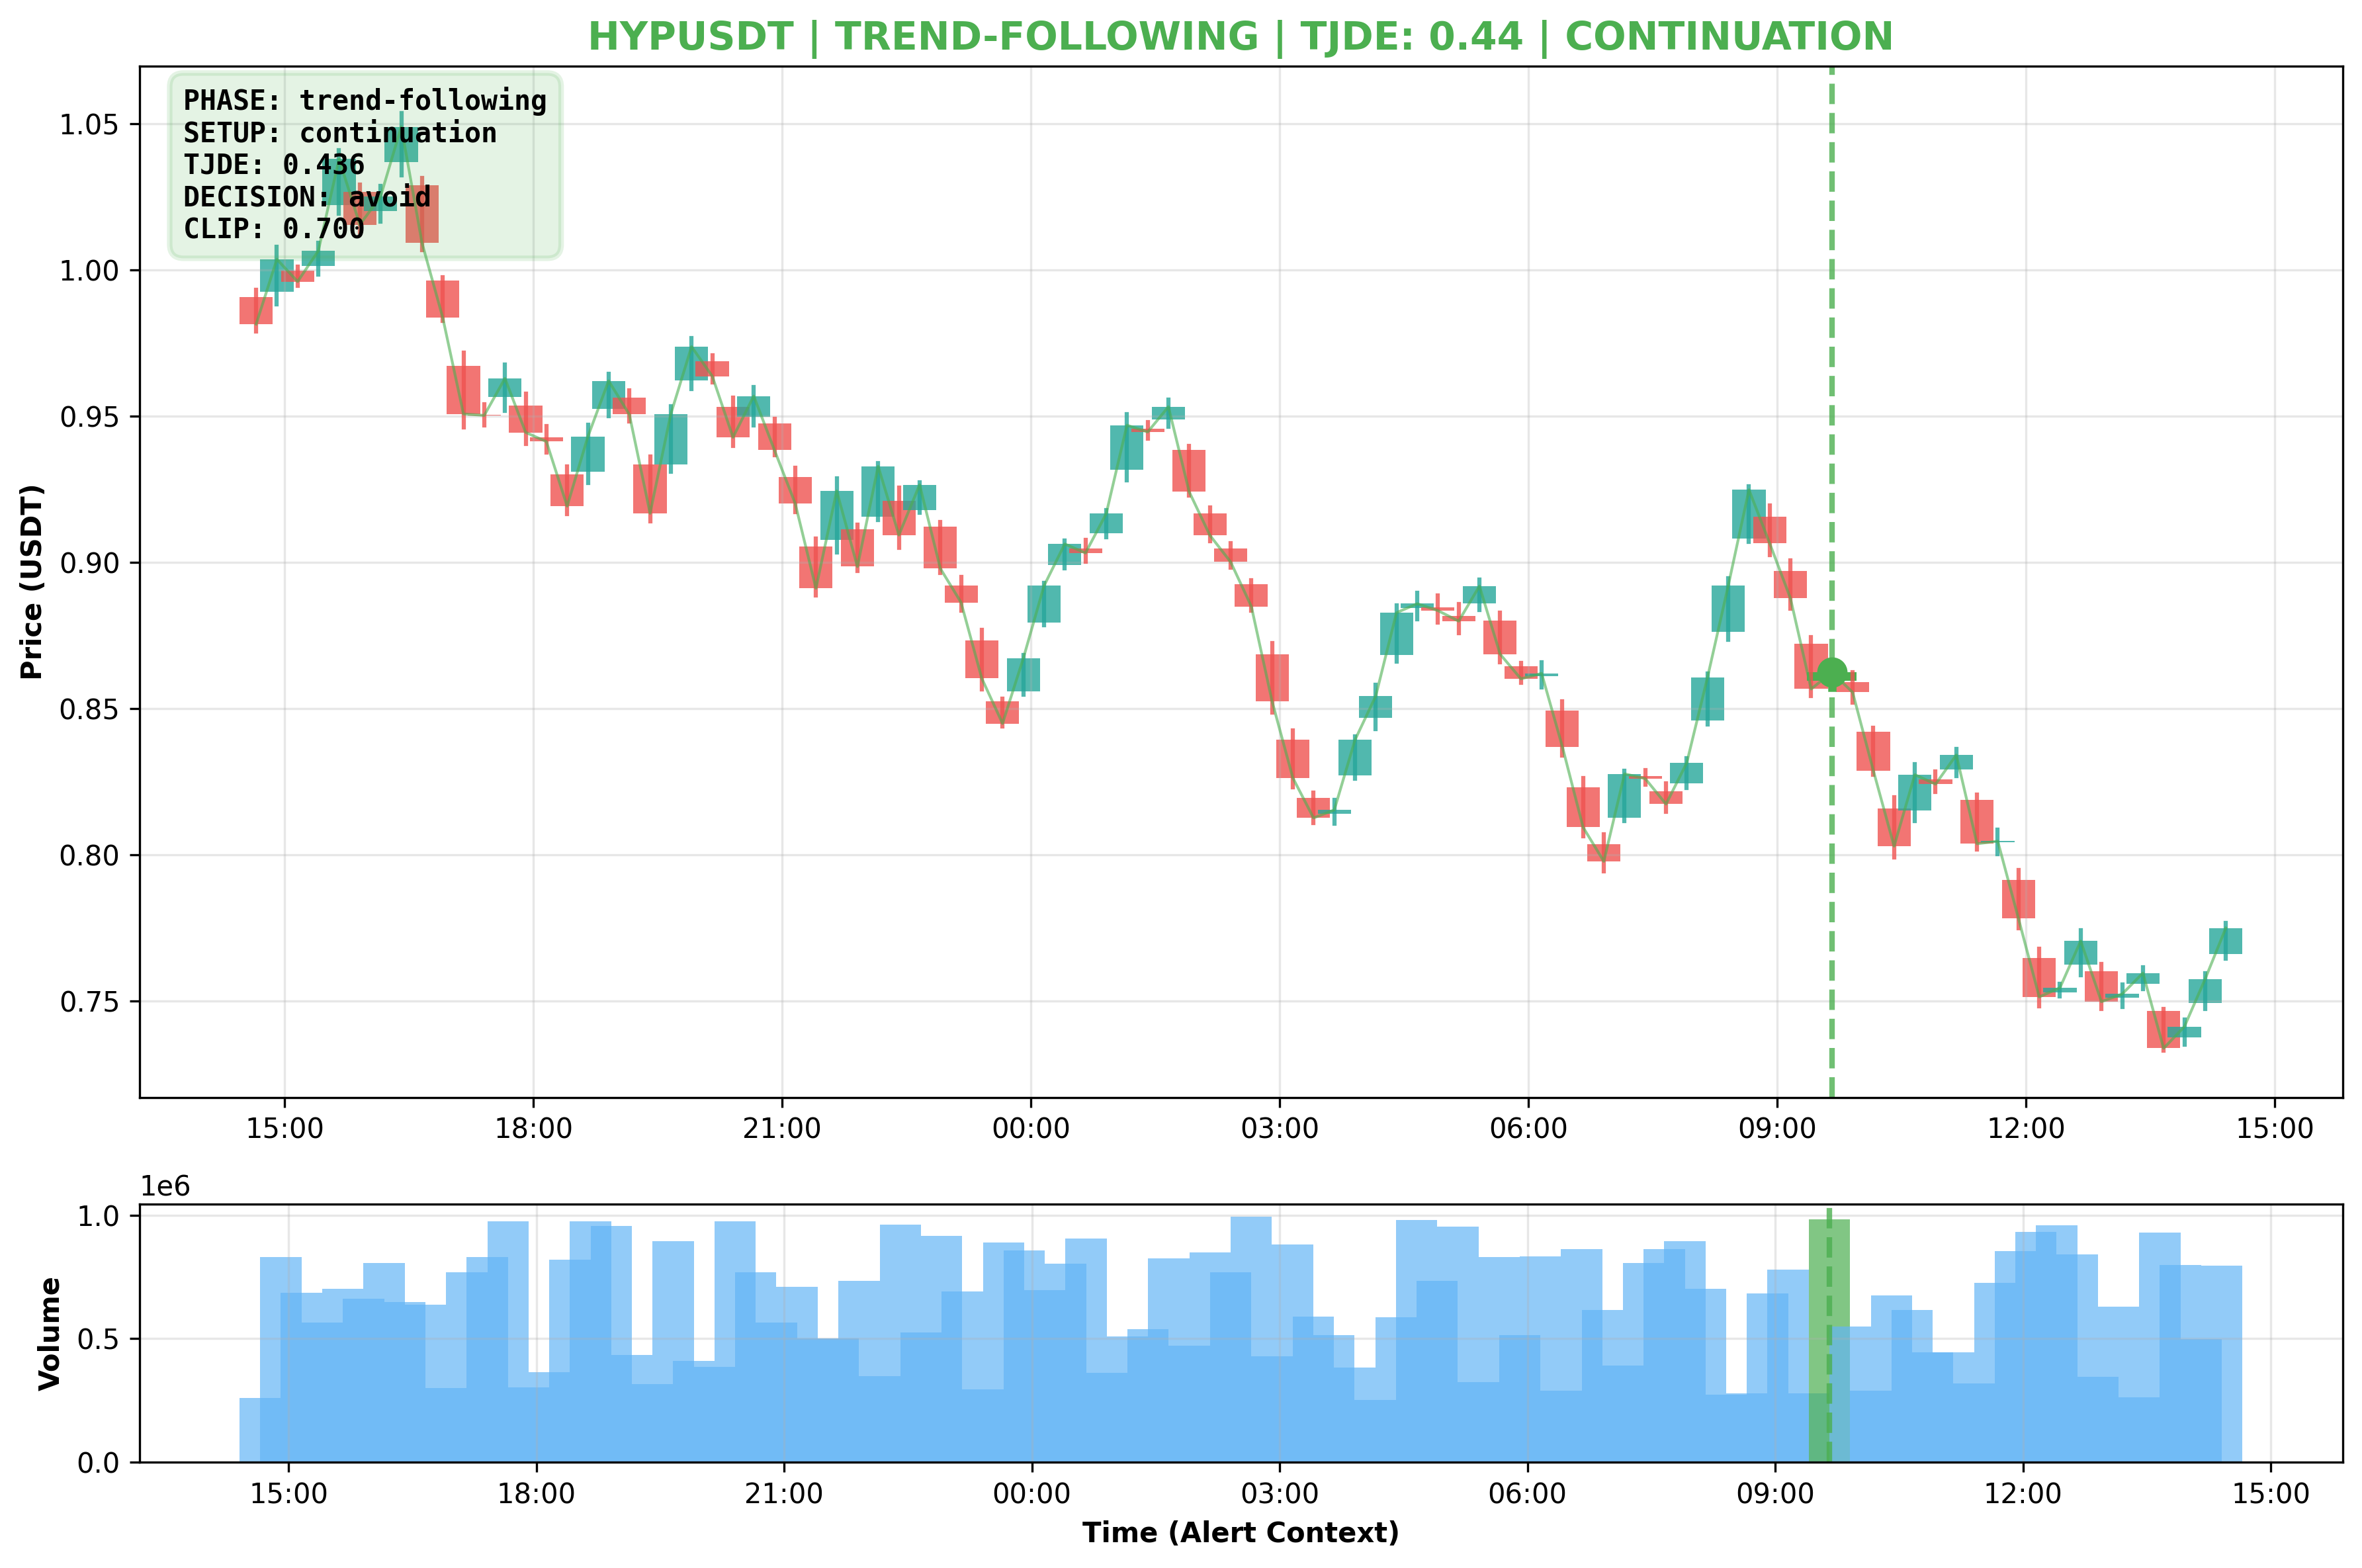 HYPUSDT | TREND-FOLLOWING | TJDE: 0.44 | CONTINUATION
PHASE: trend-following
SETUP: continuation
TJDE: 0.436
DECISION: avoid
CLIP: 0.700
Price (USDT)
1.05
1.00
0.95
0.90
0.85
0.80
0.75
15:00 18:00 21:00 00:00 03:00 06:00 09:00 12:00 15:00
1e6
Volume
1.0
0.5
0.0
15:00 18:00 21:00 00:00 03:00 06:00 09:00 12:00 15:00
Time (Alert Context)